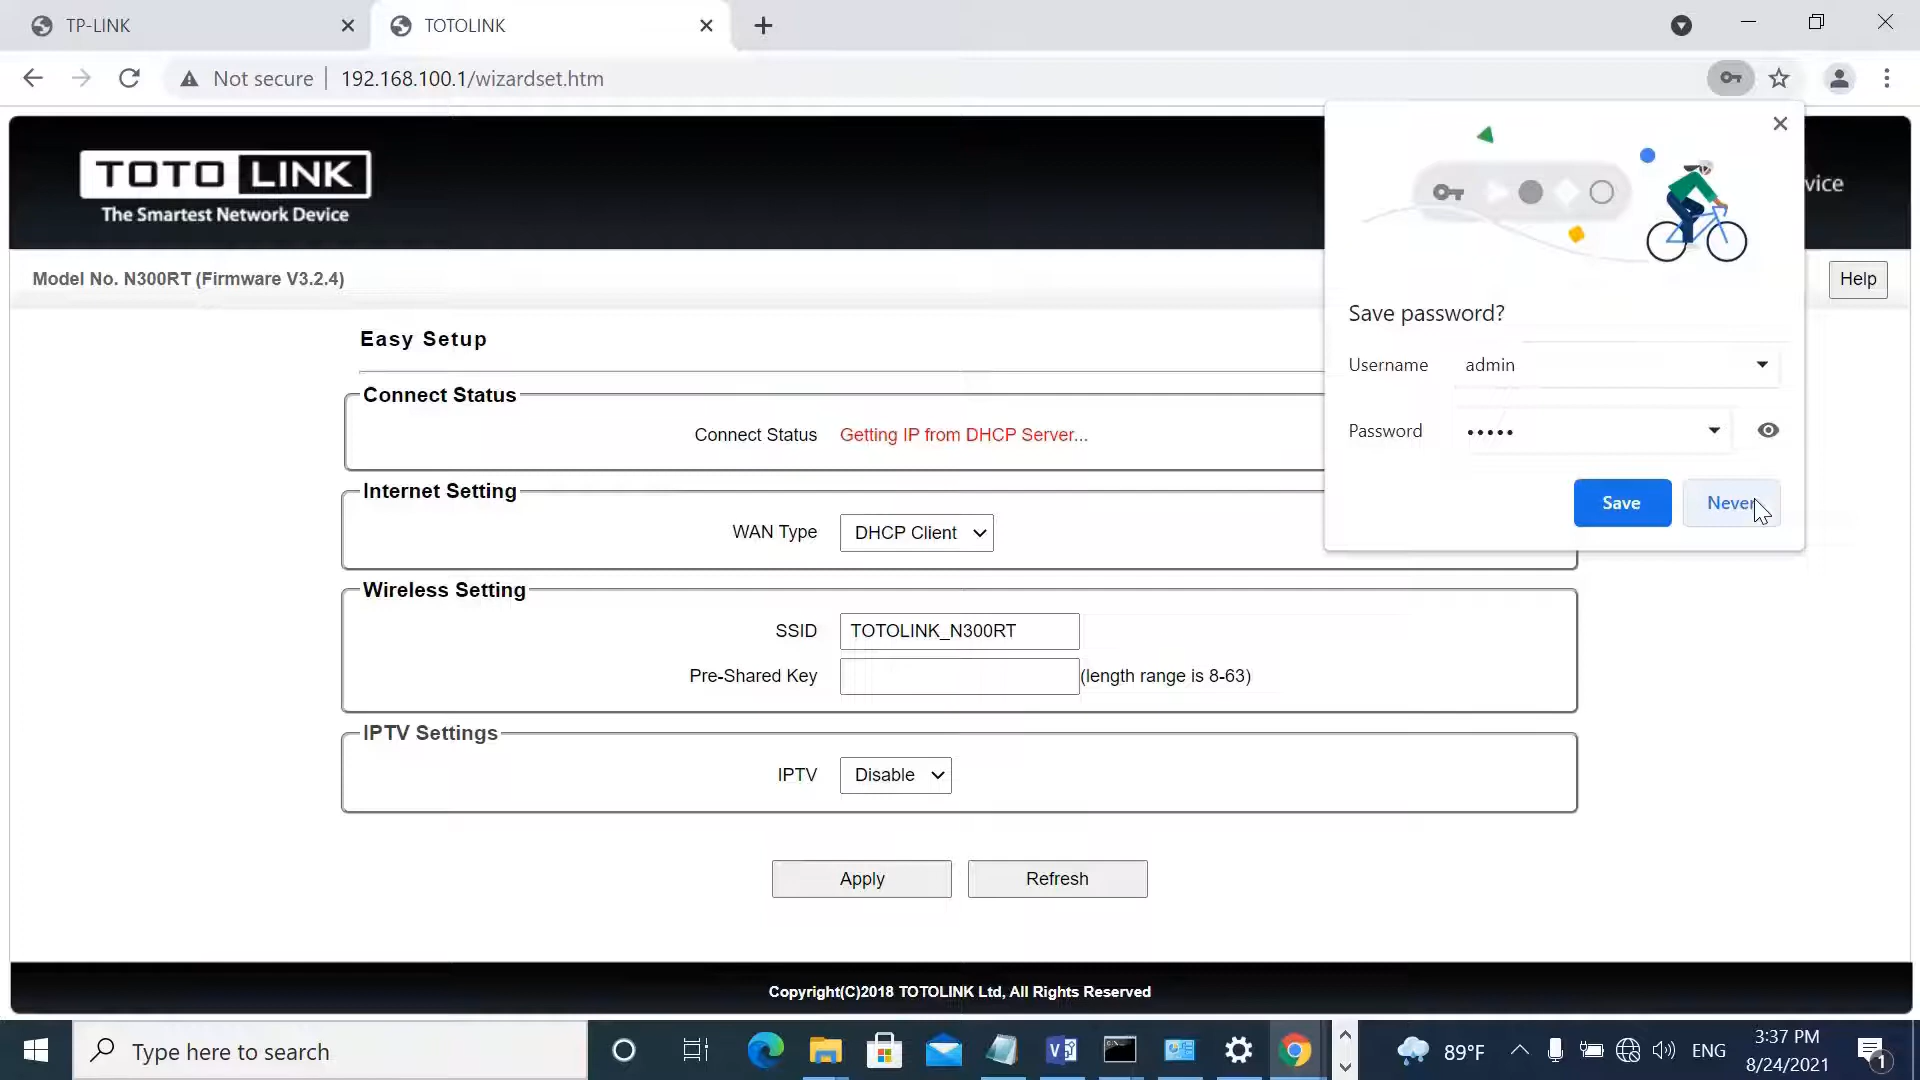 TP-LINK
TOTOLINK
Not secure
192.168.100.1/wizardset.htm
TOTO LINK
The Smartest Network Device
vice
Model No. N300RT (Firmware V3.2.4)
Help
Save password?
Username
admin
Password
•••••
Save
Never
Easy Setup
Connect Status
Connect Status
Getting IP from DHCP Server...
Internet Setting
WAN Type
DHCP Client
Wireless Setting
SSID
TOTOLINK_N300RT
Pre-Shared Key
(length range is 8-63)
IPTV Settings
IPTV
Disable
Apply
Refresh
Copyright(C)2018 TOTOLINK Ltd, All Rights Reserved
Type here to search
89°F
ENG
3:37 PM
8/24/2021
1